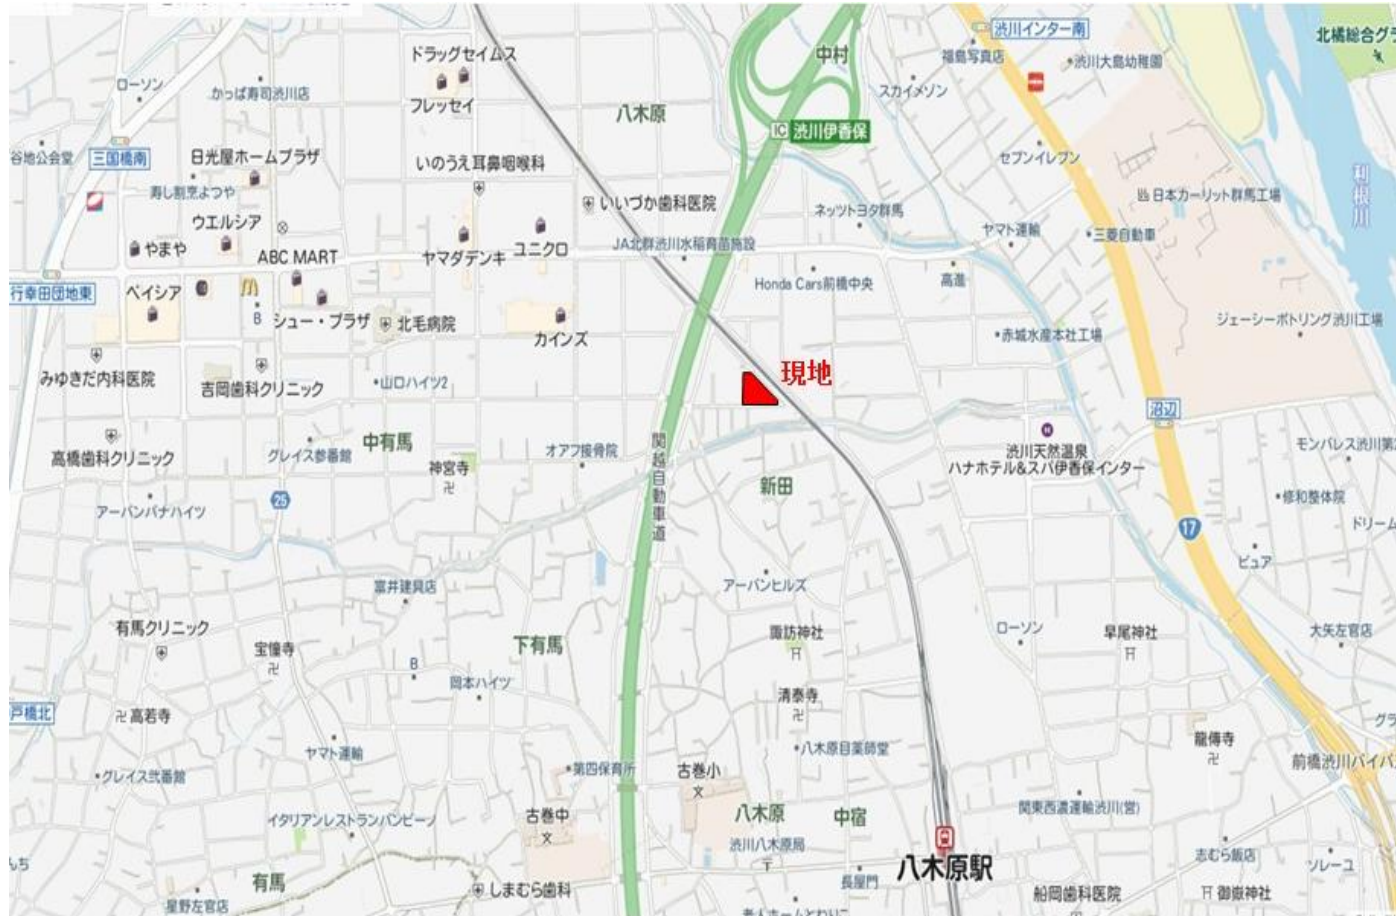 ドラッグセイムス
中村
渋川インター南
福島写真店
渋川大島幼稚園
北橘総合グラ
ローソン
かっぱ寿司渋川店
フレッセイ
八木原
スカイメゾン
IC 渋川伊香保
谷地公会堂
三国橋南
日光屋ホームプラザ
いのうえ耳鼻咽喉科
セブンイレブン
利根川
寿し割烹よつや
いいづか歯科医院
ネッツトヨタ群馬
日本カーリット群馬工場
ウエルシア
やまや
ABC MART
ヤマダデンキ
ユニクロ
JA北群渋川水稲育苗施設
ヤマト運輸
三菱自動車
行幸田団地東
ベイシア
B
シュー・プラザ
北毛病院
カインズ
Honda Cars前橋中央
高進
赤城水産本社工場
ジェーシーボトリング渋川工場
みゆきだ内科医院
吉岡歯科クリニック
山口ハイツ2
現地
沼辺
高橋歯科クリニック
グレイス参番館
中有馬
神宮寺
オアフ接骨院
関越自動車道
渋川天然温泉
ハナホテル&スパ伊香保インター
モンパレス渋川第
アーバンバナハイツ
25
新田
修和整体院
17
ドリーム
ピュア
富井建具店
アーバンヒルズ
有馬クリニック
宝憧寺
下有馬
諏訪神社
ローソン
早尾神社
大矢左官店
B
岡本ハイツ
清泰寺
戸橋北
高若寺
グラ
ヤマト運輸
八木原目薬師堂
龍傳寺
グレイス弐番館
第四保育所
古巻小
文
前橋渋川バイパ
イタリアンレストランバンビーノ
古巻中
文
八木原
中宿
関東西濃運輸渋川(営)
渋川八木原局
八木原駅
志むら飯店
ソレーユ
んち
有馬
しまむら歯科
長屋門
船岡歯科医院
御嶽神社
星野左官店